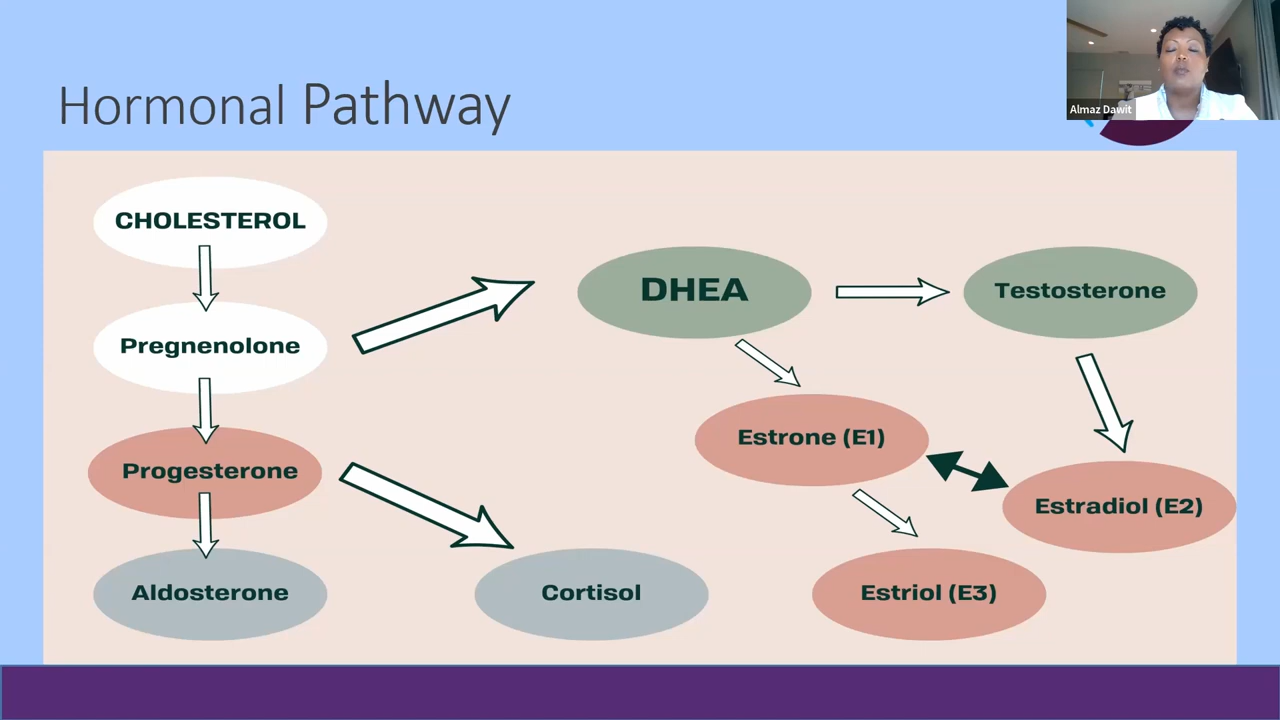 Hormonal Pathway
Almaz Dawit
CHOLESTEROL
Pregnenolone
Progesterone
Aldosterone
Cortisol
DHEA
Testosterone
Estrone (E1)
Estradiol (E2)
Estriol (E3)